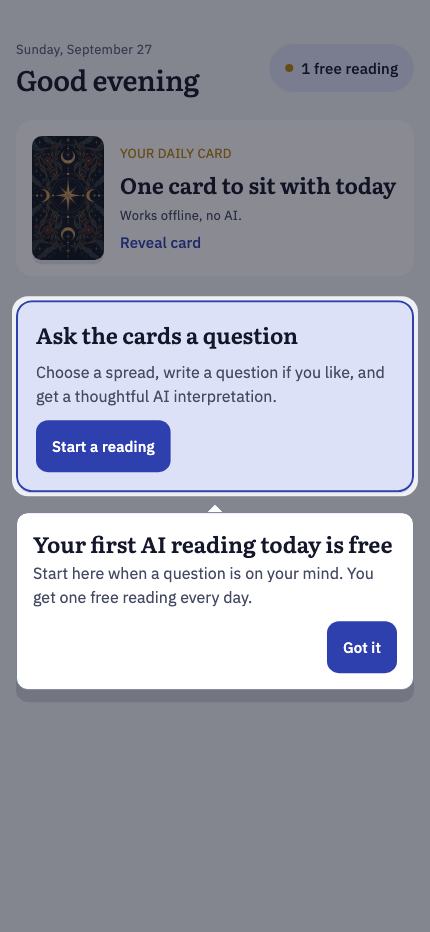 Sunday, September 27
Good evening
1 free reading
YOUR DAILY CARD
One card to sit with today
Works offline, no AI.
Reveal card
Ask the cards a question
Choose a spread, write a question if you like, and
get a thoughtful AI interpretation.
Start a reading
Your first AI reading today is free
Start here when a question is on your mind. You
get one free reading every day.
Got it